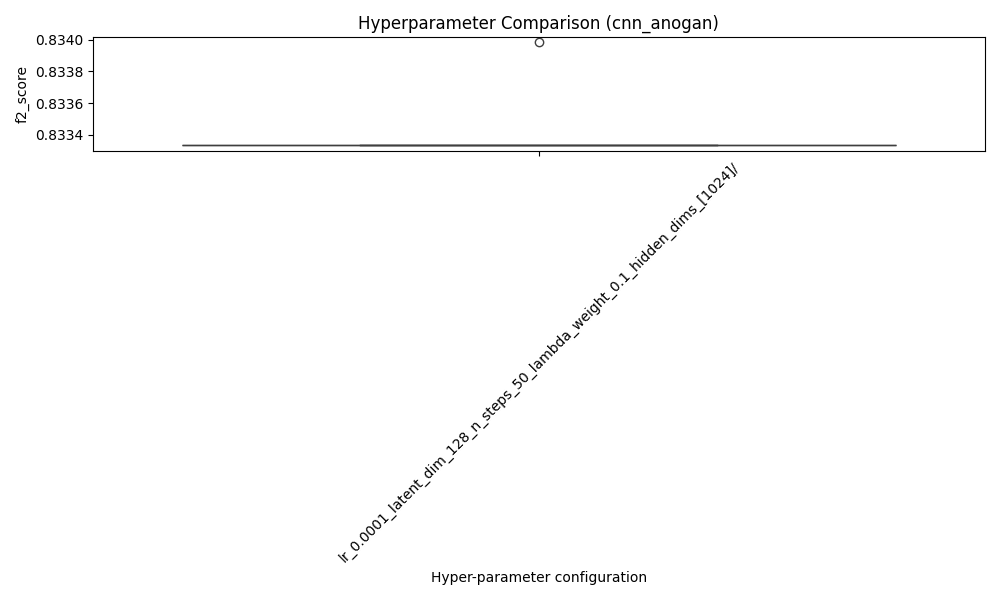 Hyperparameter Comparison (cnn_anogan)
f2_score
0.8340
0.8338
0.8336
0.8334
lr_0.0001_latent_dim_128_n_steps_50_lambda_weight_0.1_hidden_dims_[1024]/
Hyper-parameter configuration